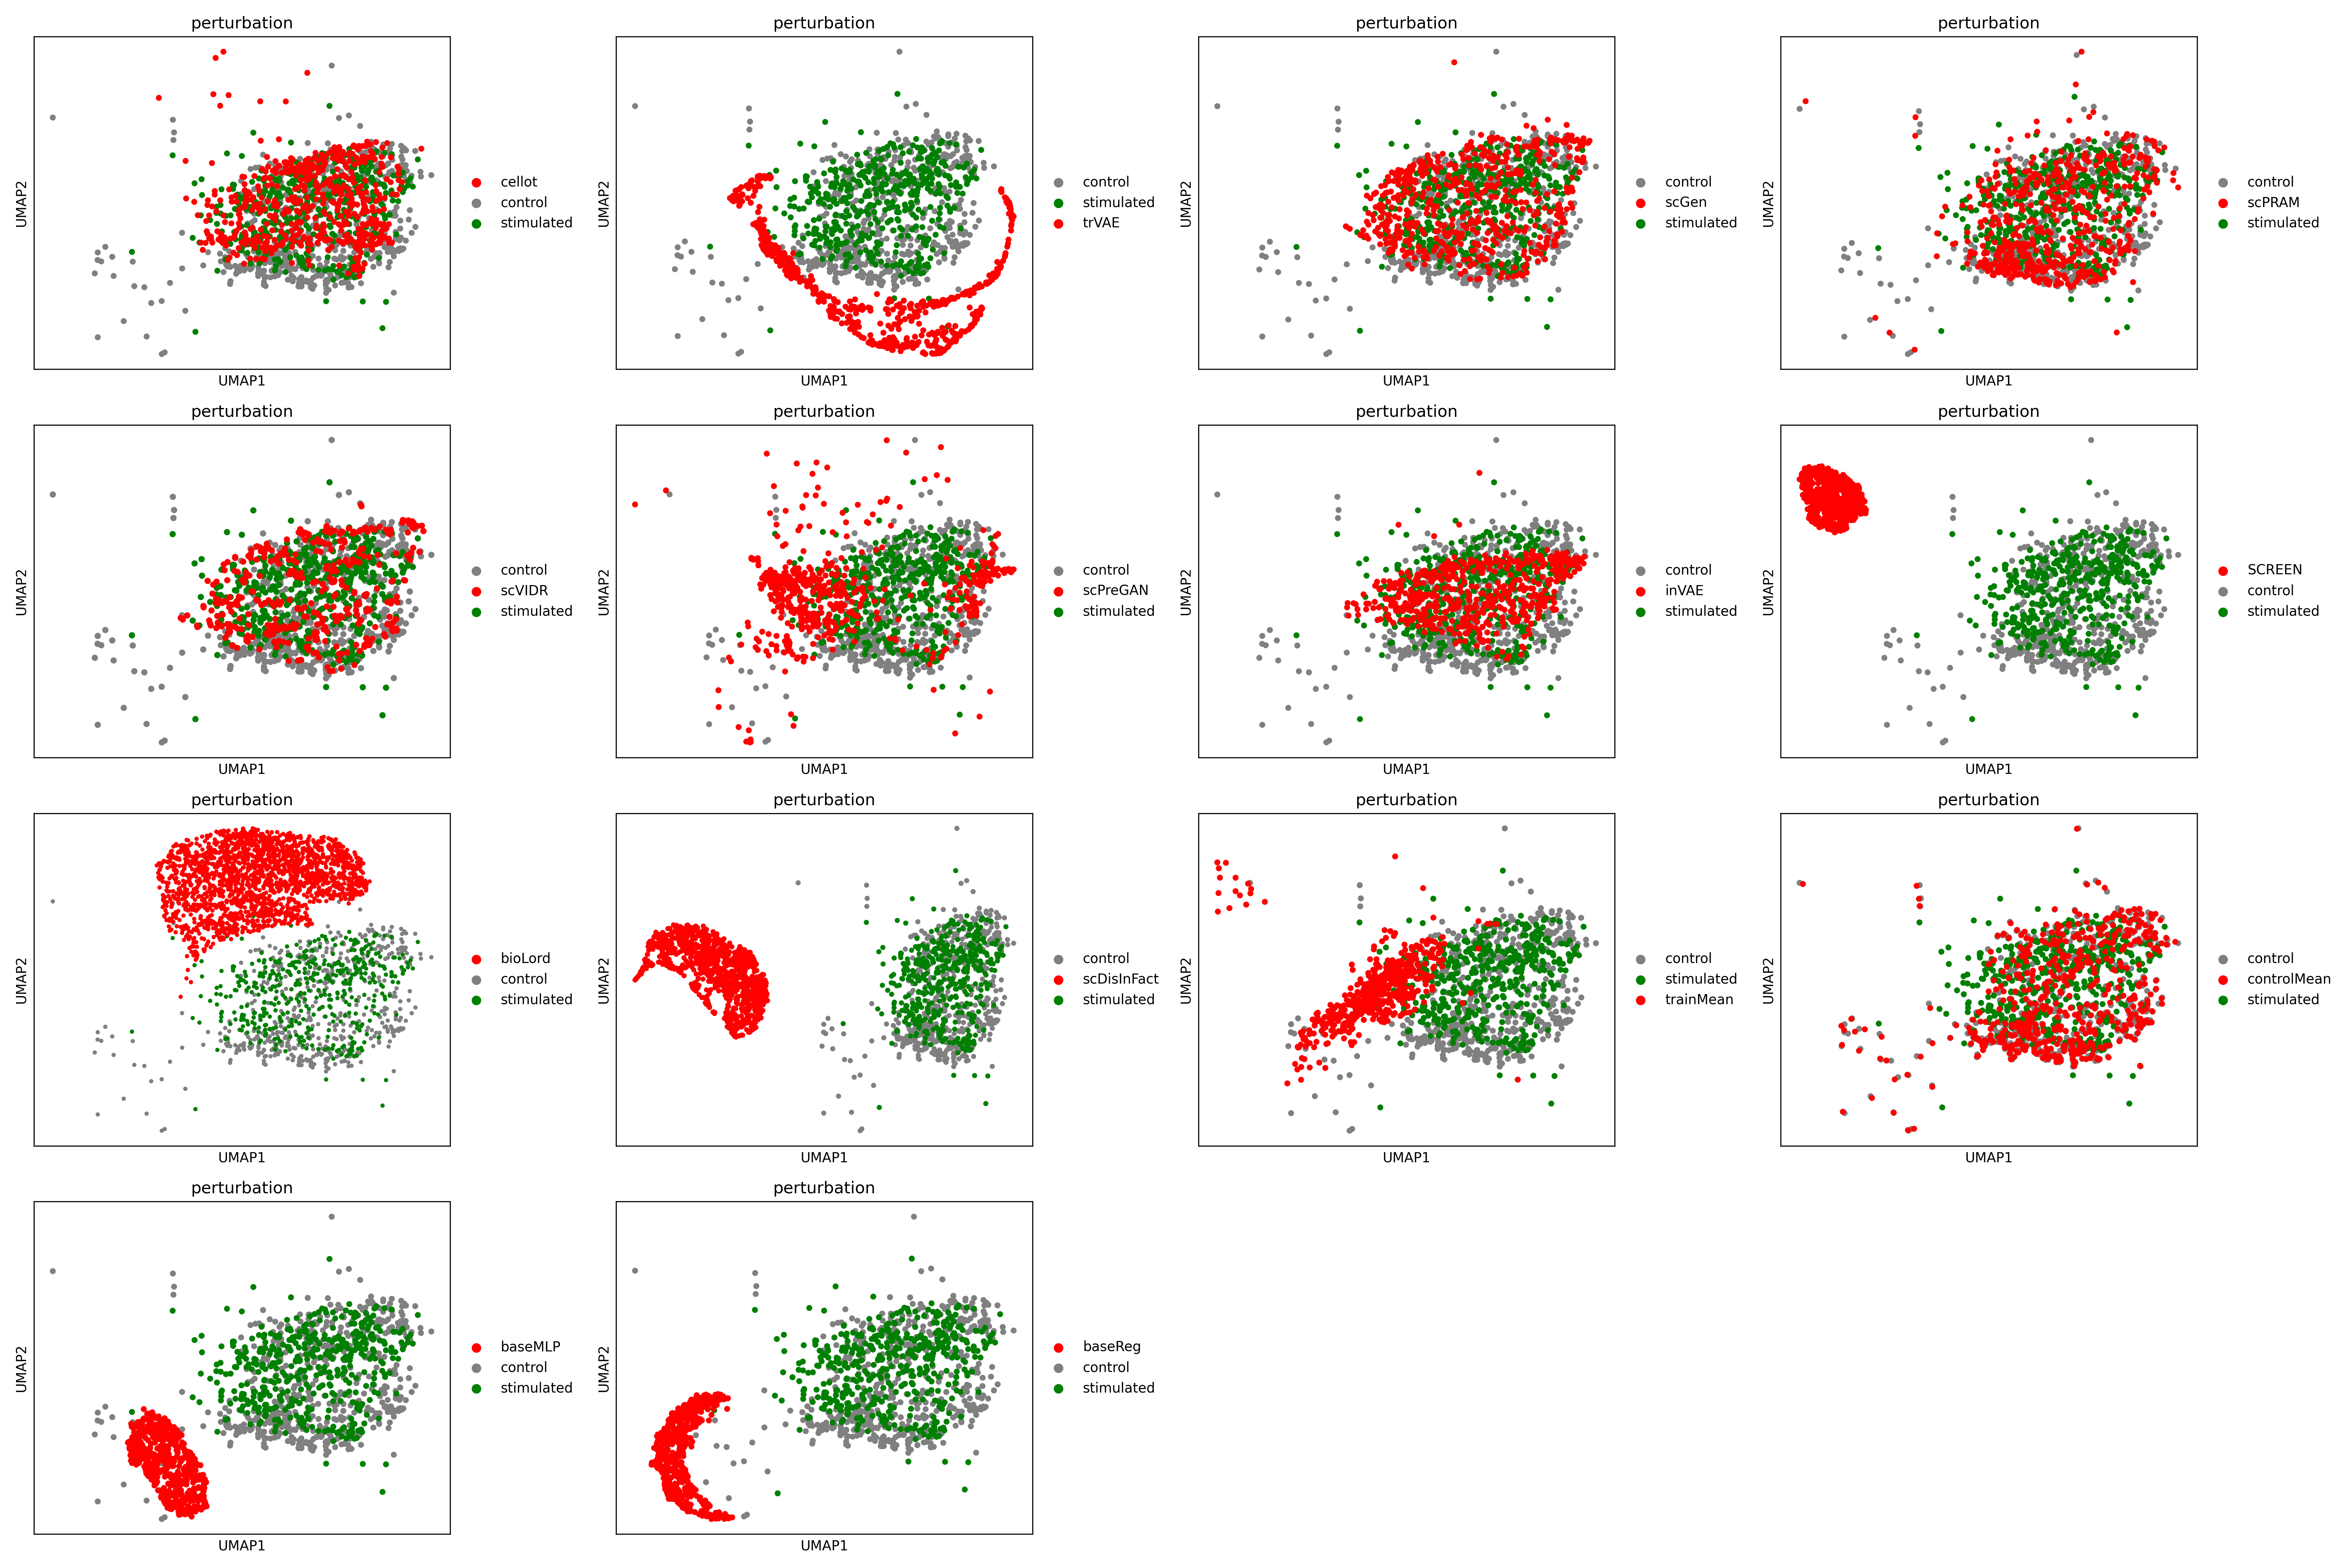 perturbation
UMAP2
cellot
control
stimulated
UMAP1
perturbation
UMAP2
control
stimulated
trVAE
UMAP1
perturbation
UMAP2
control
scGen
stimulated
UMAP1
perturbation
UMAP2
control
scPRAM
stimulated
UMAP1
perturbation
UMAP2
control
scVIDR
stimulated
UMAP1
perturbation
UMAP2
control
scPreGAN
stimulated
UMAP1
perturbation
UMAP2
control
inVAE
stimulated
UMAP1
perturbation
UMAP2
SCREEN
control
stimulated
UMAP1
perturbation
UMAP2
bioLord
control
stimulated
UMAP1
perturbation
UMAP2
control
scDisInFact
stimulated
UMAP1
perturbation
UMAP2
control
stimulated
trainMean
UMAP1
perturbation
UMAP2
control
controlMean
stimulated
UMAP1
perturbation
UMAP2
baseMLP
control
stimulated
UMAP1
perturbation
UMAP2
baseReg
control
stimulated
UMAP1